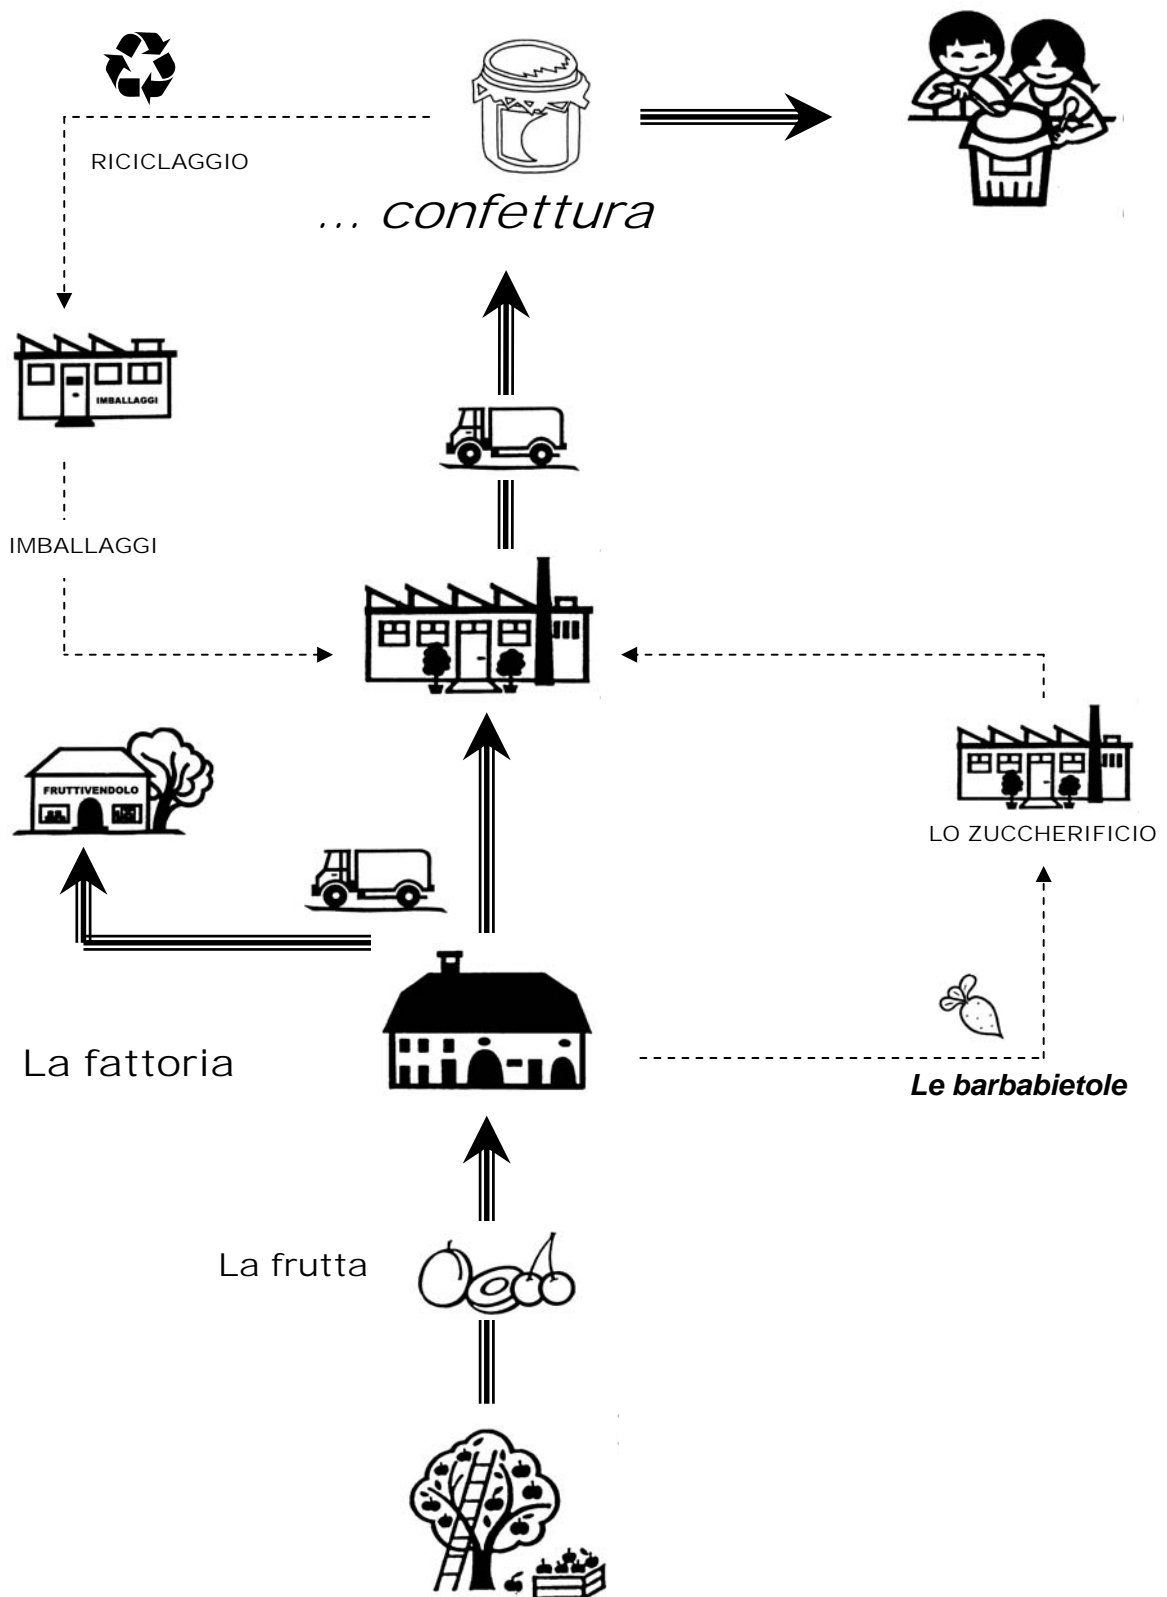 RICICLAGGIO
... confettura
IMBALLAGGI
IMBALLAGGI
FRUTTIVENDOLO
LO ZUCCHERIFICIO
La fattoria
Le barbabietole
La frutta